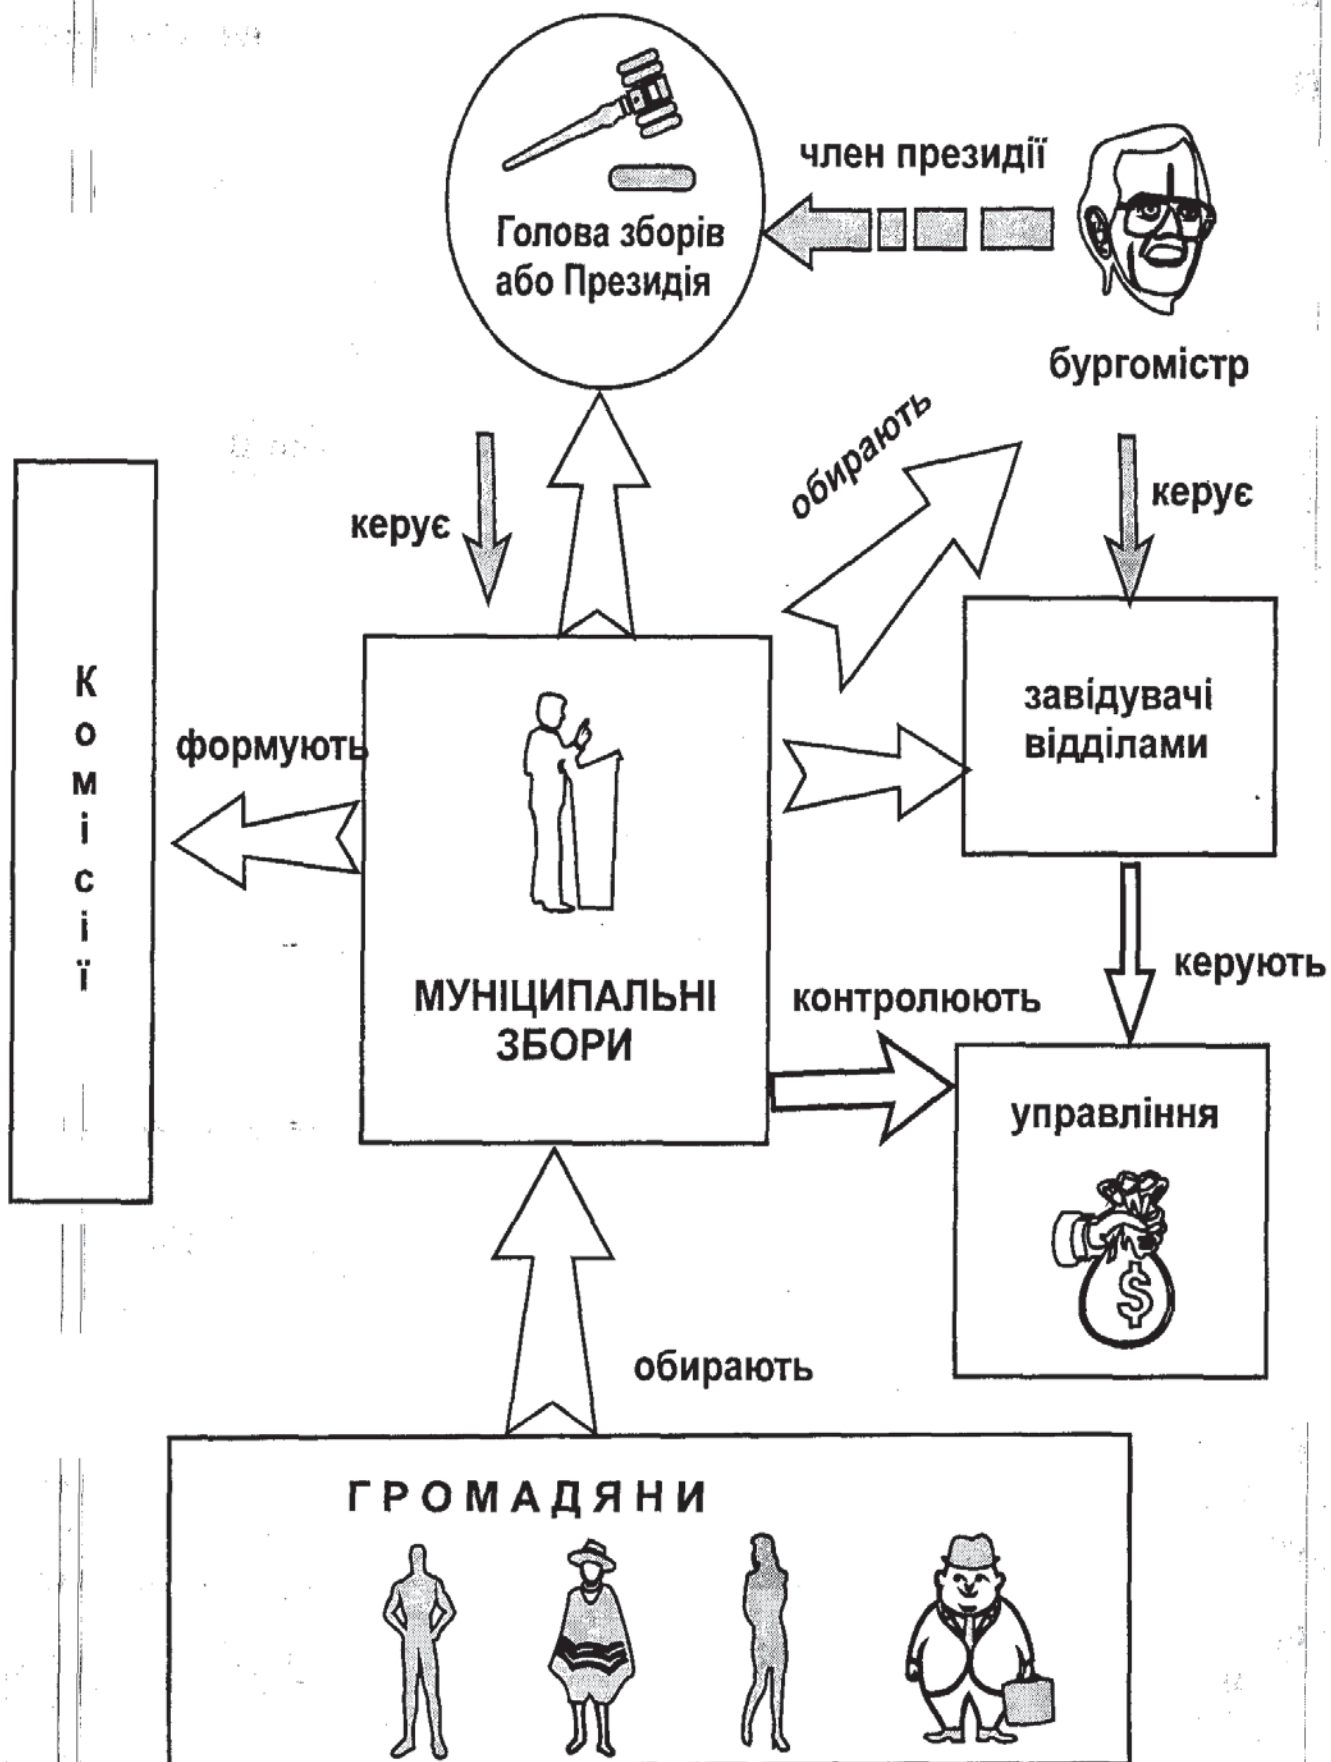 член президії
Голова зборів
або Президія
бургомістр
обирають
керує
керує
Комісії
завідувачі
відділами
формують
МУНІЦИПАЛЬНІ
ЗБОРИ
контролюють
керують
управління
$
обирають
ГРОМАДЯНИ